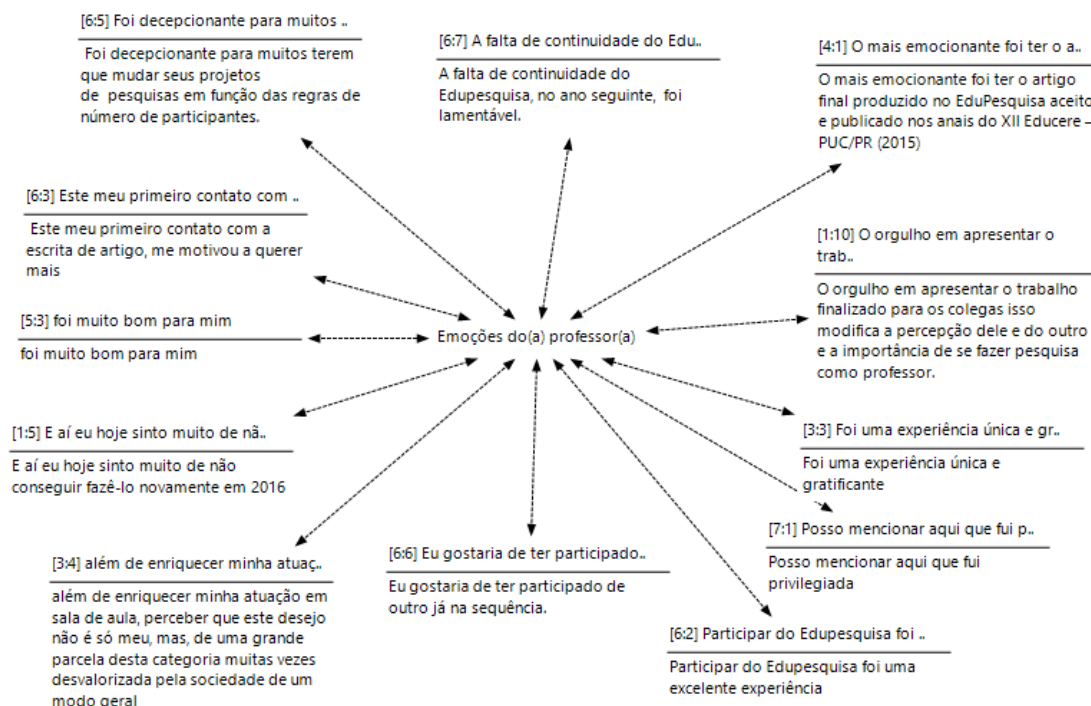 [6:5] Foi decepcionante para muitos ..
Foi decepcionante para muitos terem
que mudar seus projetos
de pesquisas em função das regras de
número de participantes.
[6:7] A falta de continuidade do Edu..
A falta de continuidade do
Edupesquisa, no ano seguinte, foi
lamentável.
[4:1] O mais emocionante foi ter o a..
O mais emocionante foi ter o artigo
final produzido no EduPesquisa aceito
e publicado nos anais do XII Educere –
PUC/PR (2015)
[6:3] Este meu primeiro contato com ..
Este meu primeiro contato com a
escrita de artigo, me motivou a querer
mais
[1:10] O orgulho em apresentar o
trab..
O orgulho em apresentar o trabalho
finalizado para os colegas isso
modifica a percepção dele e do outro
e a importância de se fazer pesquisa
como professor.
[5:3] foi muito bom para mim
foi muito bom para mim
Emoções do(a) professor(a)
[1:5] E aí eu hoje sinto muito de nã..
E aí eu hoje sinto muito de não
conseguir fazê-lo novamente em 2016
[3:3] Foi uma experiência única e gr..
Foi uma experiência única e
gratificante
[7:1] Posso mencionar aqui que fui p..
Posso mencionar aqui que fui
privilegiada
[3:4] além de enriquecer minha atuaç..
além de enriquecer minha atuação em
sala de aula, perceber que este desejo
não é só meu, mas, de uma grande
parcela desta categoria muitas vezes
desvalorizada pela sociedade de um
modo geral
[6:6] Eu gostaria de ter participado..
Eu gostaria de ter participado de
outro já na sequência.
[6:2] Participar do Edupesquisa foi ..
Participar do Edupesquisa foi uma
excelente experiência